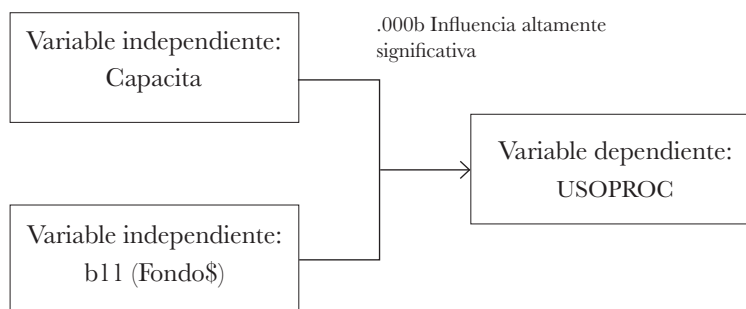 Variable independiente:
Capacita
.000b Influencia altamente
significativa
Variable dependiente:
USOPROC
Variable independiente:
b11 (Fondo$)